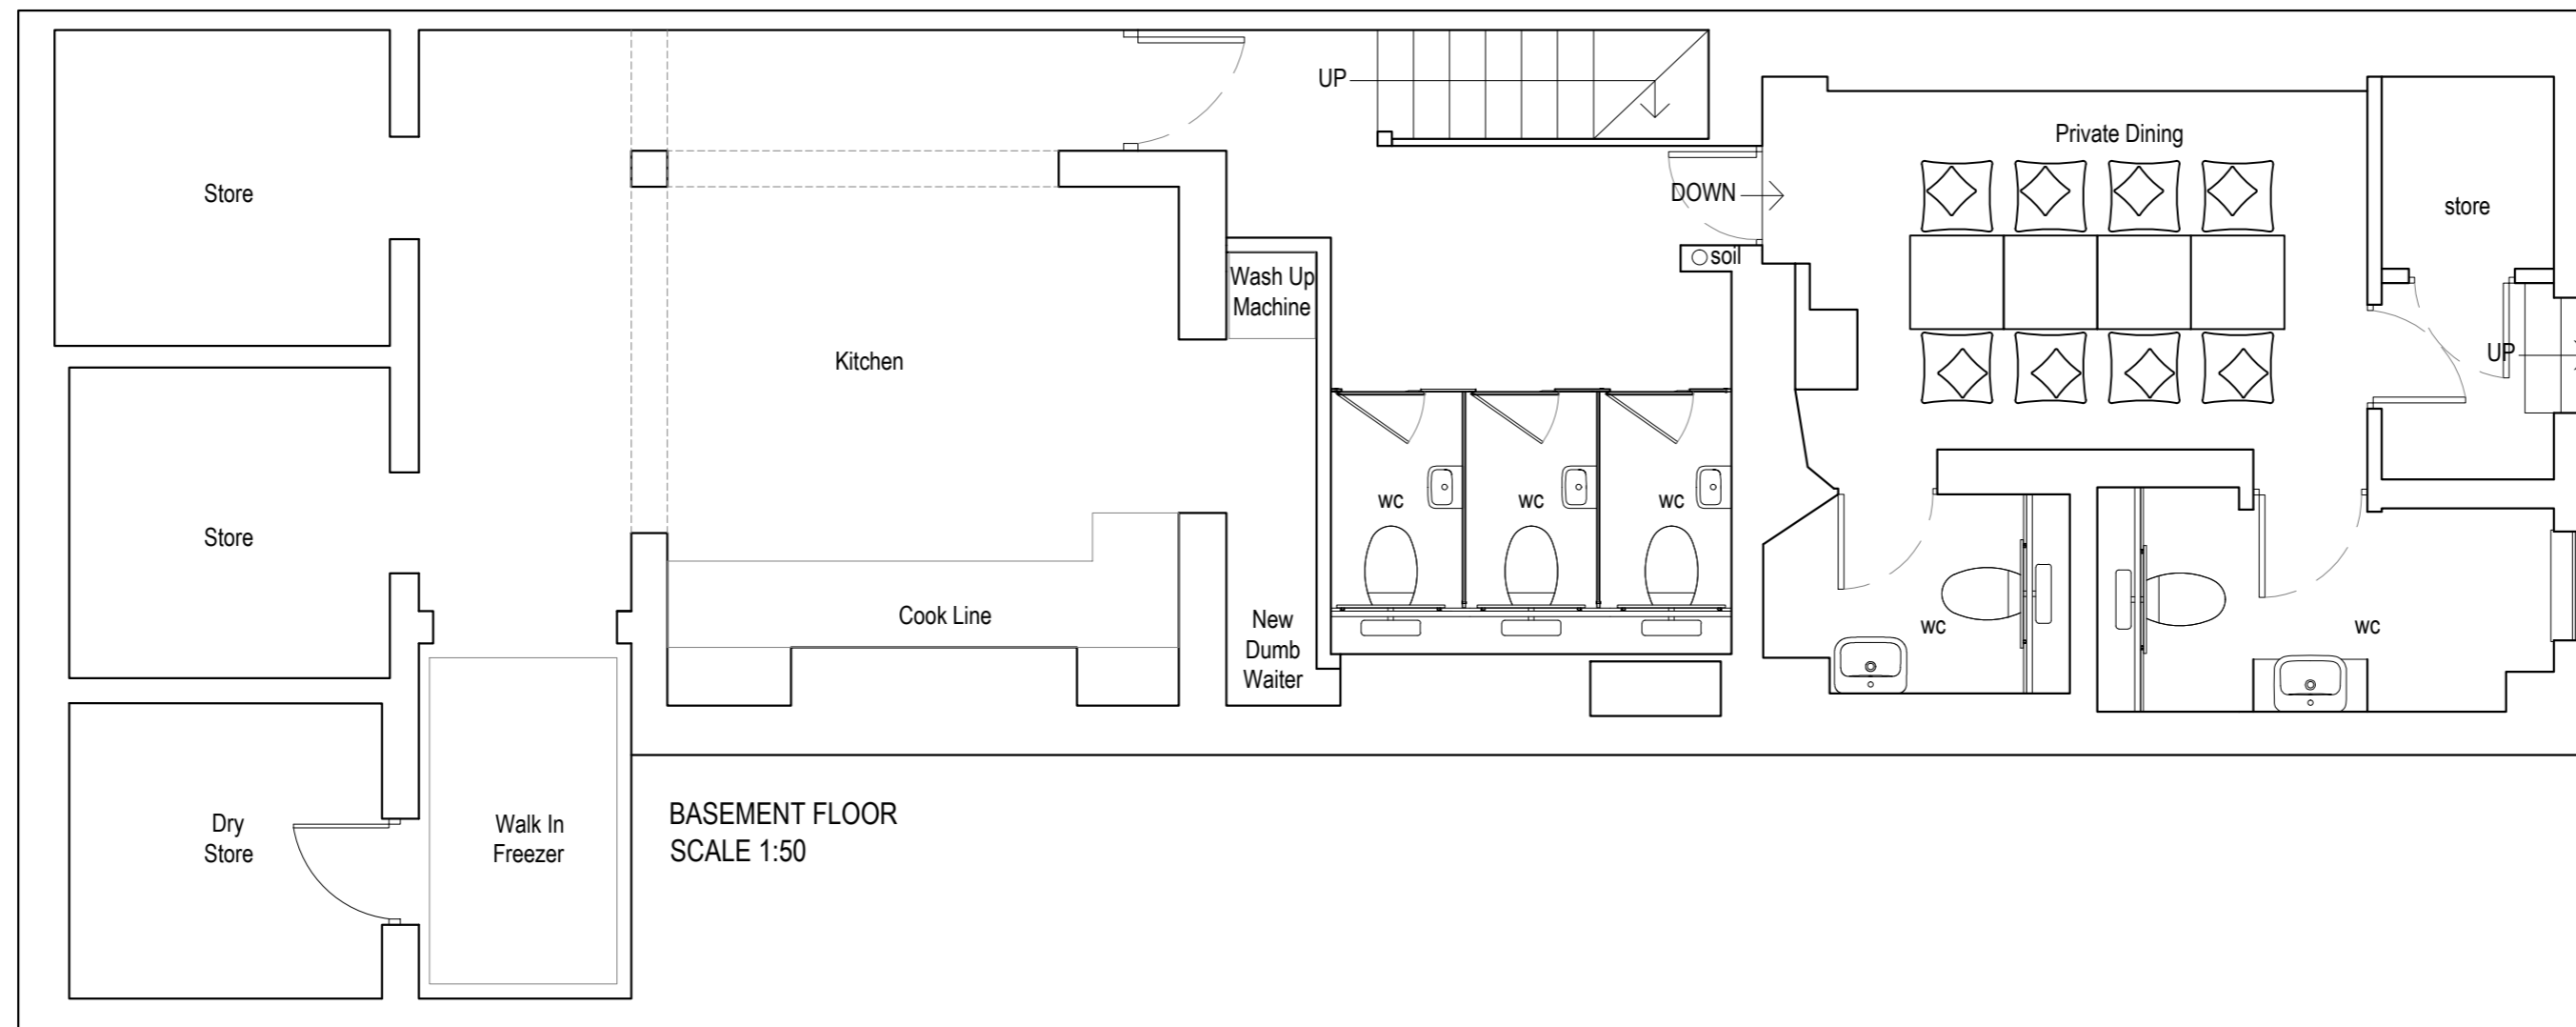 UP
Private Dining
Store
DOWN
store
soil
Wash Up
Machine
UP
Kitchen
wc
wc
wc
Store
Cook Line
New
Dumb
Waiter
wc
wc
BASEMENT FLOOR
SCALE 1:50
Dry
Store
Walk In
Freezer